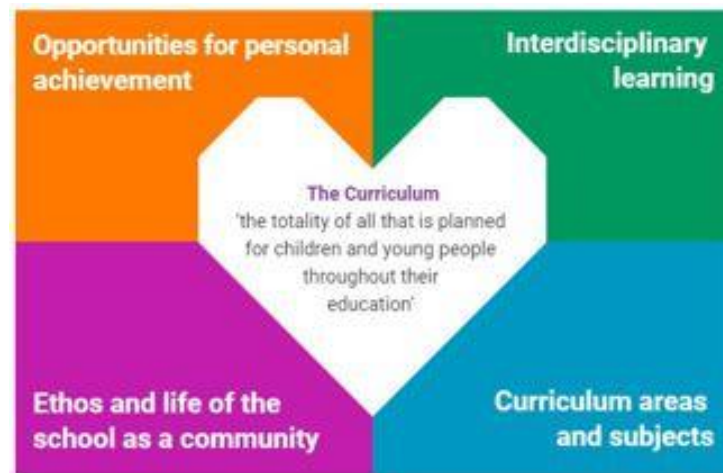 Opportunities for personal
achievement
Interdisciplinary
learning
The Curriculum
'the totality of all that is planned
for children and young people
throughout their
education'
Ethos and life of the
school as a community
Curriculum areas
and subjects